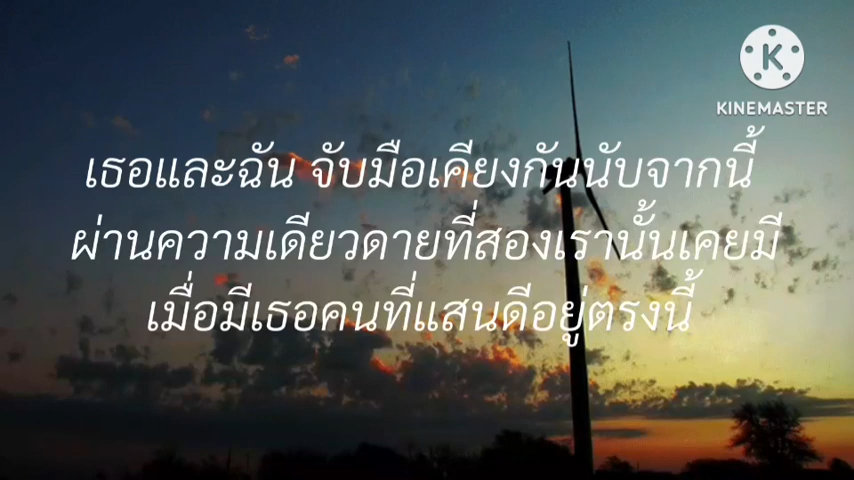 KINEMASTER
เธอและฉัน จับมือเคียงกันนับจากนี้
ผ่านความเดียวดายที่สองเรานั้นเคยมี
เมื่อมีเธอคนที่แสนดีอยู่ตรงนี้